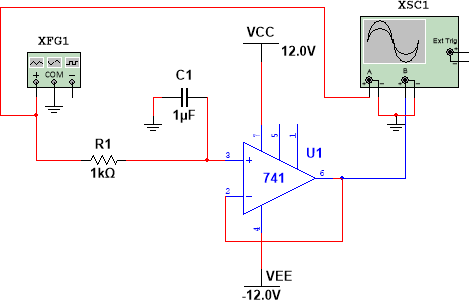 XSC1
XFG1
VCC
Ext Trig
12.0V
A
B
+
COM
-
C1
1μF
R1
1kΩ
7
5
1
U1
3
+
741
6
2
4
VEE
-12.0V